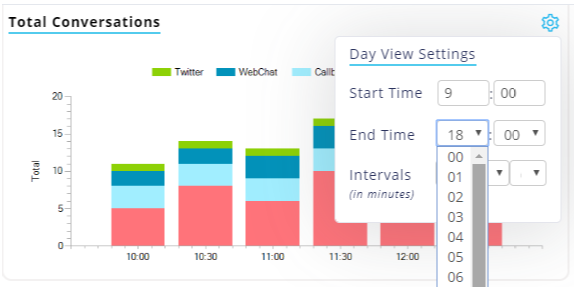 Total Conversations
Day View Settings
Twitter WebChat Callb
Start Time 9 : 00
End Time 18 : 00
Intervals
(in minutes)
00
01
02
03
04
05
06
Total
20
15
10
5
0
10:00 10:30 11:00 11:30 12:00